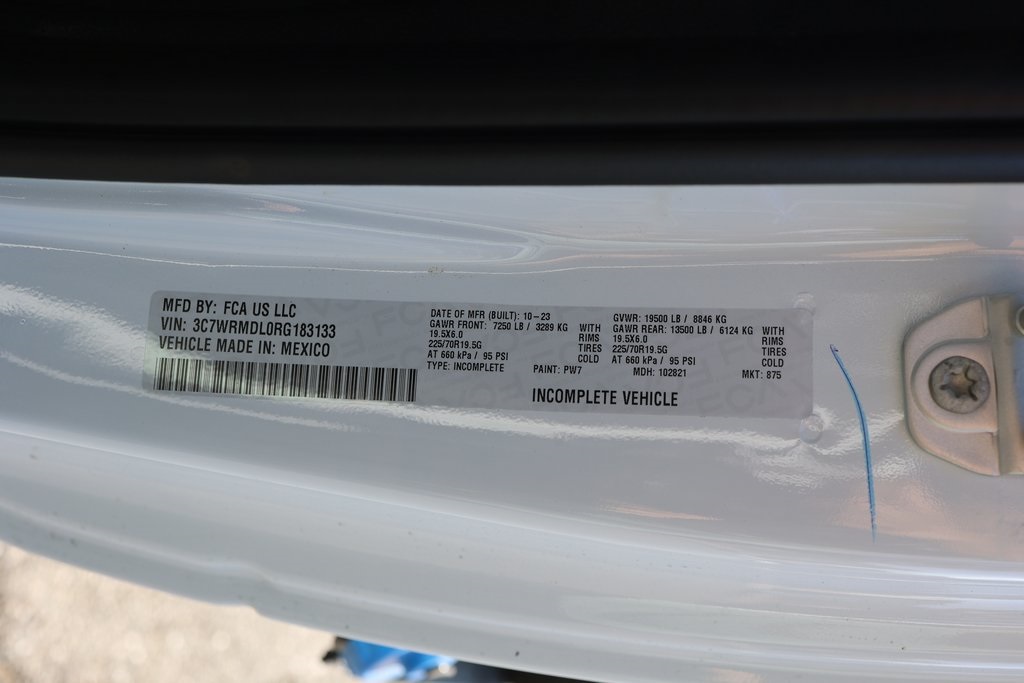 MFD BY: FCA US LLC
VIN: 3C7WRMDL0RG183133
VEHICLE MADE IN: MEXICO
DATE OF MFR (BUILT): 10-23
GAWR FRONT: 7250 LB / 3289 KG WITH
19.5X6.0 RIMS
225/70R19.5G TIRES
AT 660 kPa / 95 PSI COLD
TYPE: INCOMPLETE
GVWR: 19500 LB / 8846 KG
GAWR REAR: 13500 LB / 6124 KG WITH
19.5X6.0 RIMS
225/70R19.5G TIRES
AT 660 kPa / 95 PSI COLD
PAINT: PW7 MDH: 102821 MKT: 875
INCOMPLETE VEHICLE